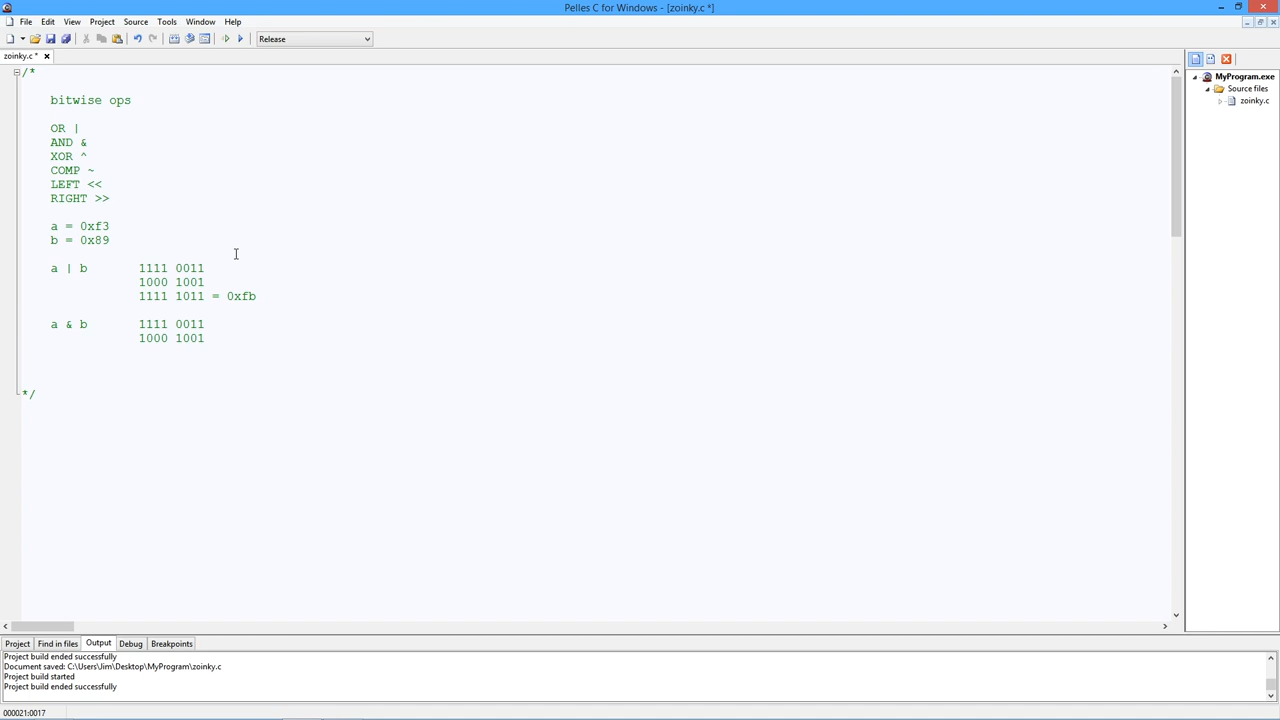 Pelles C for Windows - [zoinky.c *]
File Edit View Project Source Tools Window Help
Release
zoinky.c *
/*
bitwise ops
OR |
AND &
XOR ^
COMP ~
LEFT <<
RIGHT >>
a = 0xf3
b = 0x89
a | b 1111 0011
1000 1001
1111 1011 = 0xfb
a & b 1111 0011
1000 1001
*/
MyProgram.exe
Source files
zoinky.c
Project Find in files Output Debug Breakpoints
Project build ended successfully
Document saved: C:\Users\Jim\Desktop\MyProgram\zoinky.c
Project build started
Project build ended successfully
000021:0017